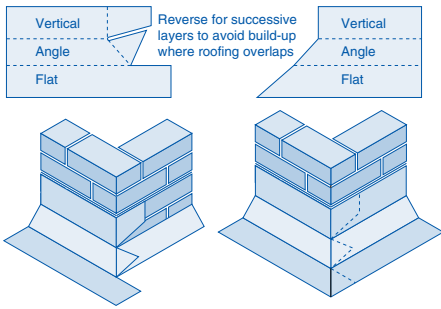 Vertical
Angle
Flat
Reverse for successive
layers to avoid build-up
where roofing overlaps
Vertical
Angle
Flat